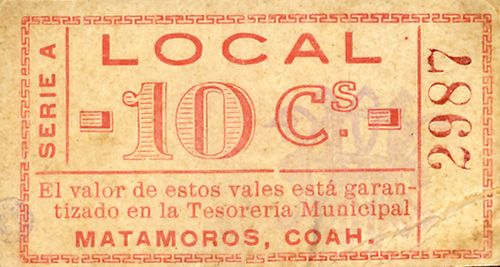 SERIE A
LOCAL
- 10 Cs. -
2987
El valor de estos vales está garan-
tizado en la Tesorería Municipal
MATAMOROS, COAH.